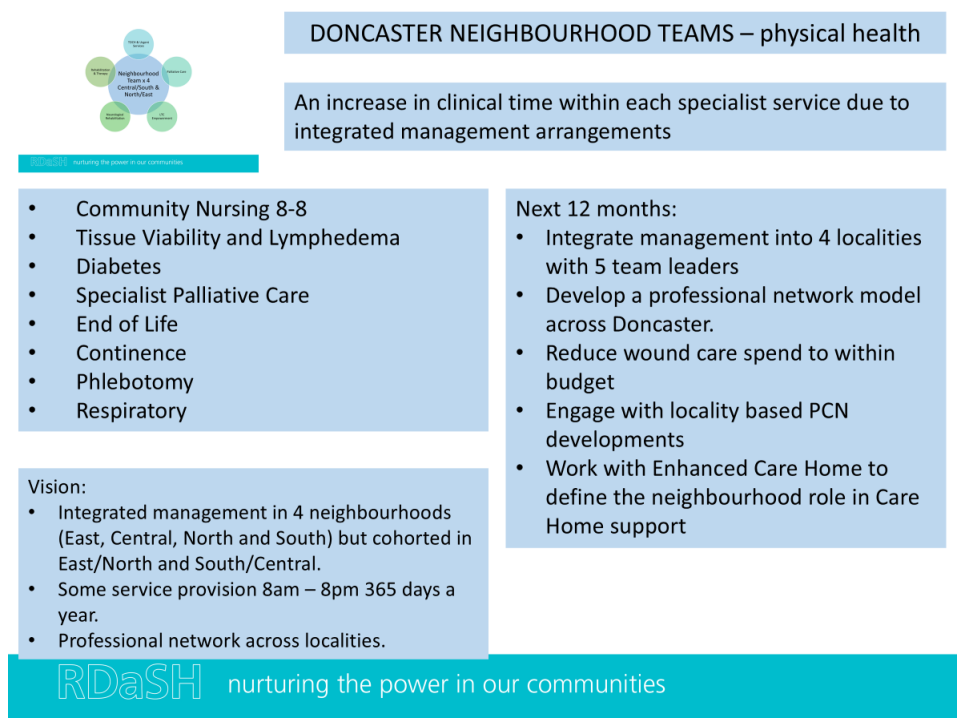 DONCASTER NEIGHBOURHOOD TEAMS – physical health
Neighbourhood
Team x 4
Central/South &
North/East
Palliative Care
RDaSH nurturing the power in our communities
An increase in clinical time within each specialist service due to
integrated management arrangements
• Community Nursing 8-8
• Tissue Viability and Lymphedema
• Diabetes
• Specialist Palliative Care
• End of Life
• Continence
• Phlebotomy
• Respiratory
Vision:
• Integrated management in 4 neighbourhoods
(East, Central, North and South) but cohorted in
East/North and South/Central.
• Some service provision 8am – 8pm 365 days a
year.
• Professional network across localities.
Next 12 months:
• Integrate management into 4 localities
with 5 team leaders
• Develop a professional network model
across Doncaster.
• Reduce wound care spend to within
budget
• Engage with locality based PCN
developments
• Work with Enhanced Care Home to
define the neighbourhood role in Care
Home support
RDaSH nurturing the power in our communities